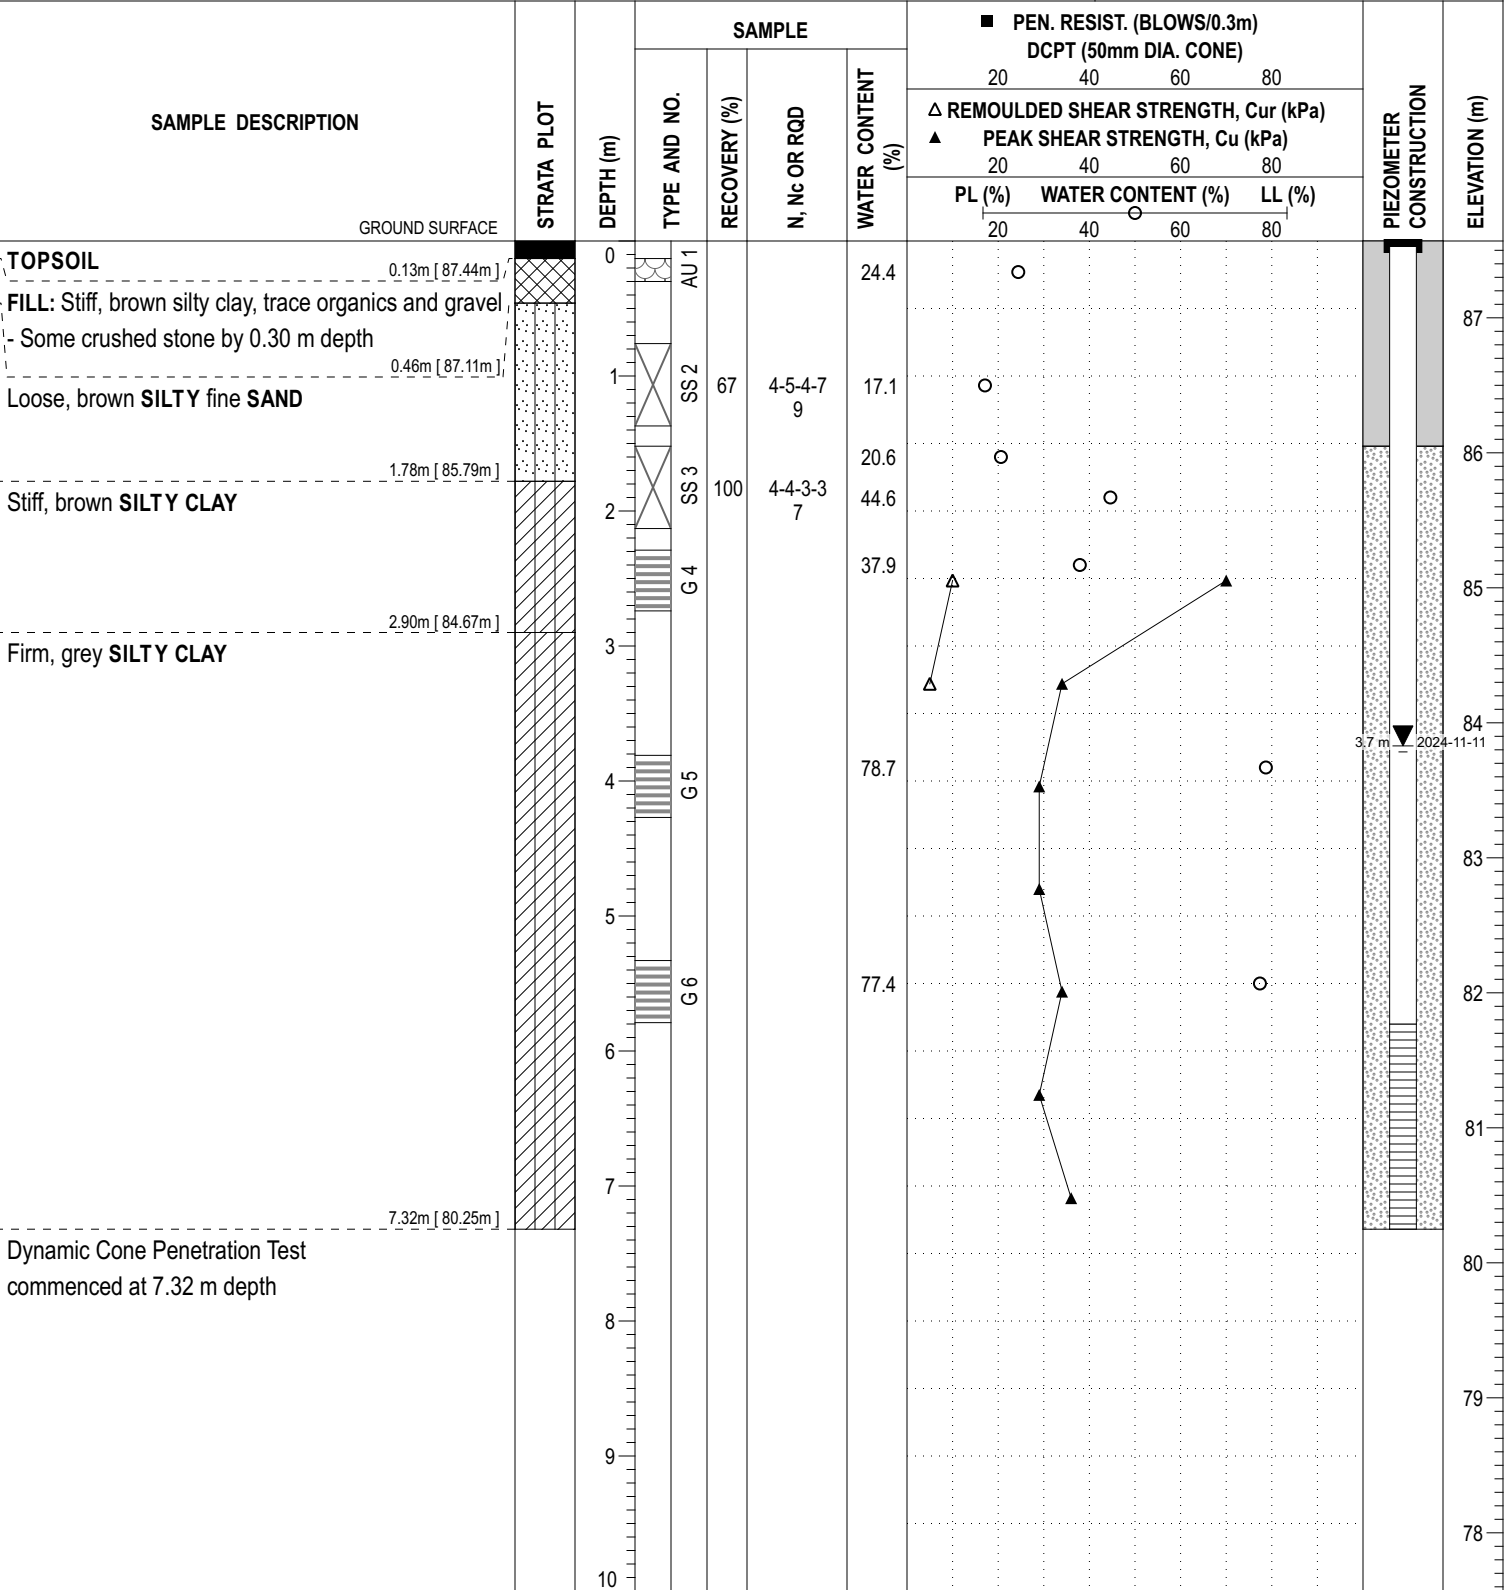 SAMPLE DESCRIPTION
GROUND SURFACE
STRATA PLOT
DEPTH (m)
SAMPLE
TYPE AND NO.
RECOVERY (%)
N, Nc OR RQD
WATER CONTENT
(%)
■ PEN. RESIST. (BLOWS/0.3m)
DCPT (50mm DIA. CONE)
20 40 60 80
△ REMOULDED SHEAR STRENGTH, Cur (kPa)
▲ PEAK SHEAR STRENGTH, Cu (kPa)
20 40 60 80
PL (%) WATER CONTENT (%) LL (%)
20 40 60 80
PIEZOMETER
CONSTRUCTION
ELEVATION (m)
TOPSOIL
0.13m [ 87.44m ]
FILL: Stiff, brown silty clay, trace organics and gravel
- Some crushed stone by 0.30 m depth
0.46m [ 87.11m ]
Loose, brown SILTY fine SAND
1.78m [ 85.79m ]
Stiff, brown SILTY CLAY
2.90m [ 84.67m ]
Firm, grey SILTY CLAY
7.32m [ 80.25m ]
Dynamic Cone Penetration Test
commenced at 7.32 m depth
0
1
2
3
4
5
6
7
8
9
10
AU 1
SS 2
SS 3
G 4
G 5
G 6
67
100
4-5-4-7
9
4-4-3-3
7
24.4
17.1
20.6
44.6
37.9
78.7
77.4
3.7 m 2024-11-11
87
86
85
84
83
82
81
80
79
78